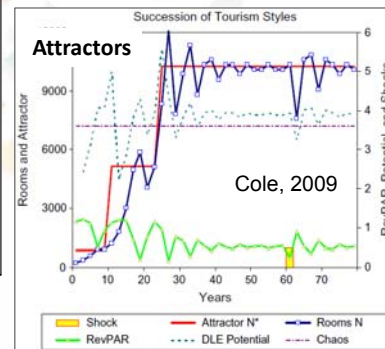 Succession of Tourism Styles
Attractors
Rooms and Attractor
9000
6000
3000
0
Cole, 2009
6
5
4
3
2
1
0
0 10 20 30 40 50 60 70
Years
Shock Attractor N* Rooms N
RevPAR DLE Potential Chaos